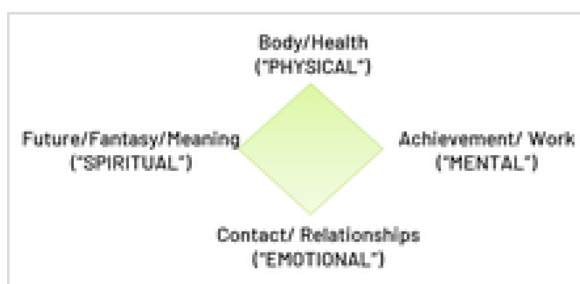 Body/Health
("PHYSICAL")
Future/Fantasy/Meaning
("SPIRITUAL")
Achievement/ Work
("MENTAL")
Contact/ Relationships
("EMOTIONAL")